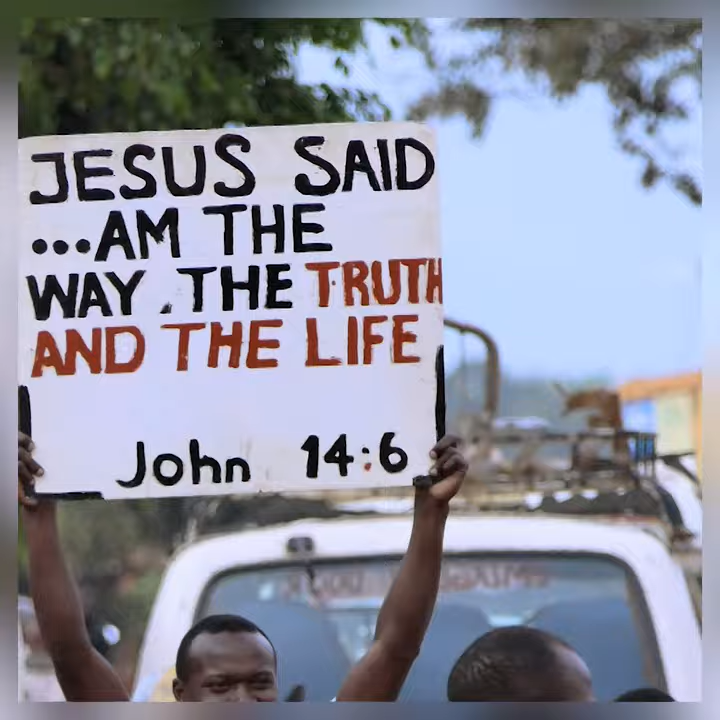 JESUS SAID
...AM THE
WAY .THE TRUTH
AND THE LIFE
John 14:6